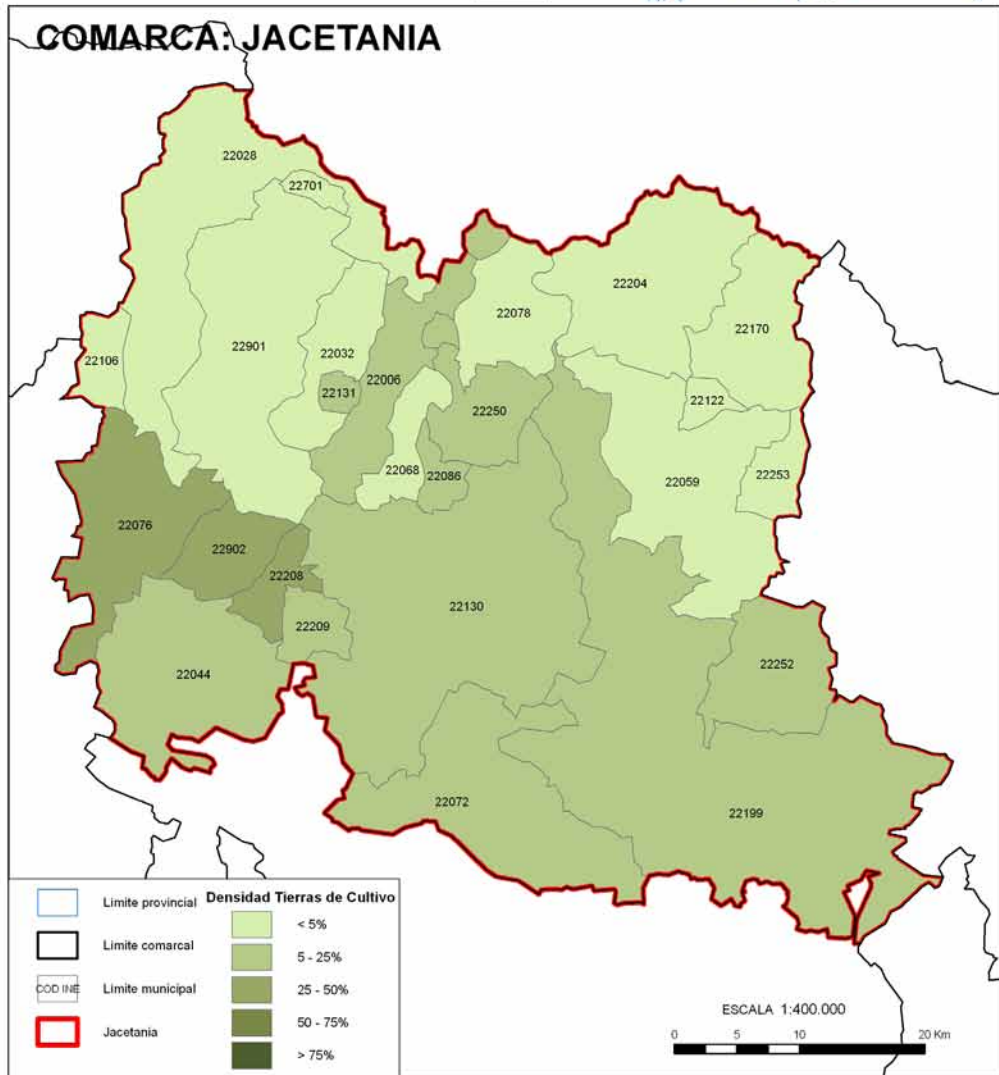 COMARCA: JACETANIA
22028
22701
22204
22078
22170
22106
22901
22032
22006
22131
22122
22250
22068
22086
22059
22253
22076
22902
22208
22130
22209
22044
22252
22072
22199
Limite provincial
Limite comarcal
COD INE
Limite municipal
Jacetania
Densidad Tierras de Cultivo
< 5%
5 - 25%
25 - 50%
50 - 75%
> 75%
ESCALA 1:400.000
0 5 10 20 Km